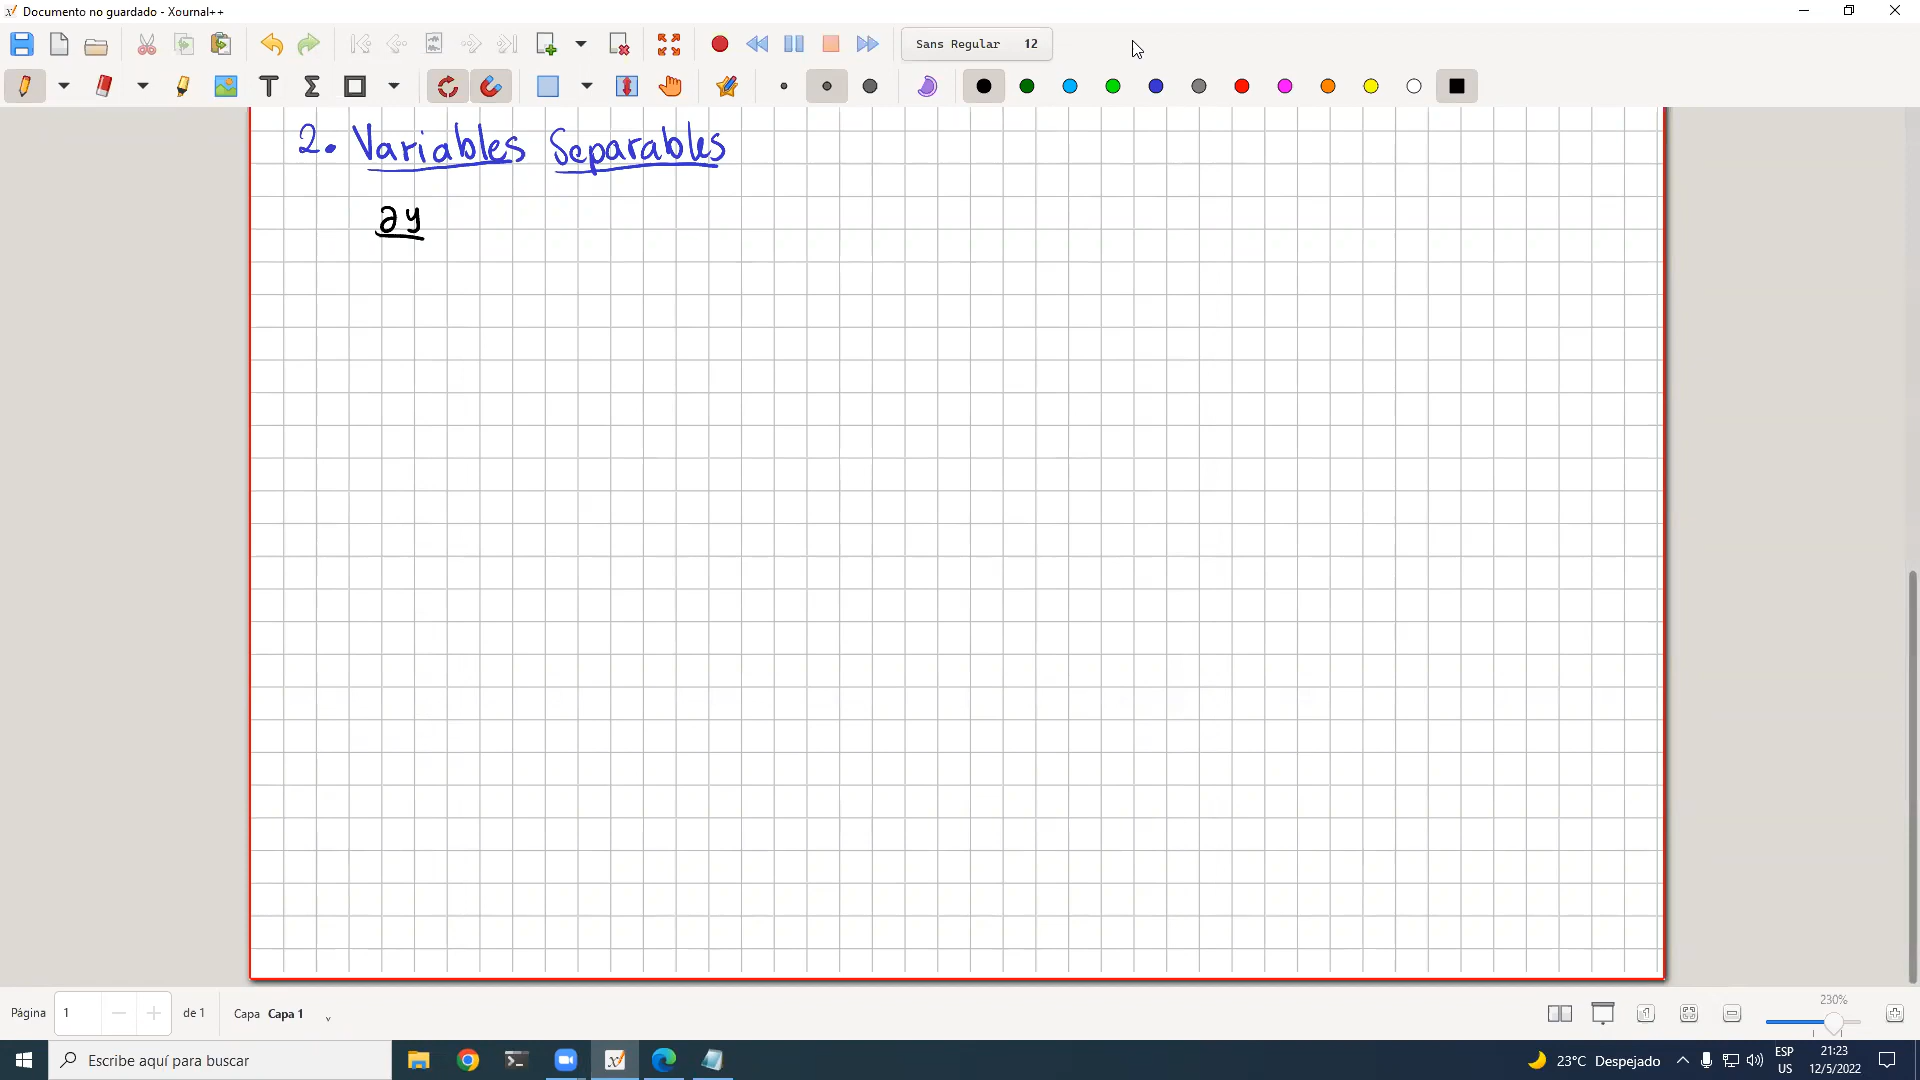 Documento no guardado - Xournal++
Sans Regular 12
2. Variables Separables
∂y
Página 1 de 1 Capa Capa 1
230%
Escribe aquí para buscar
23°C Despejado
ESP
US
21:23
12/5/2022